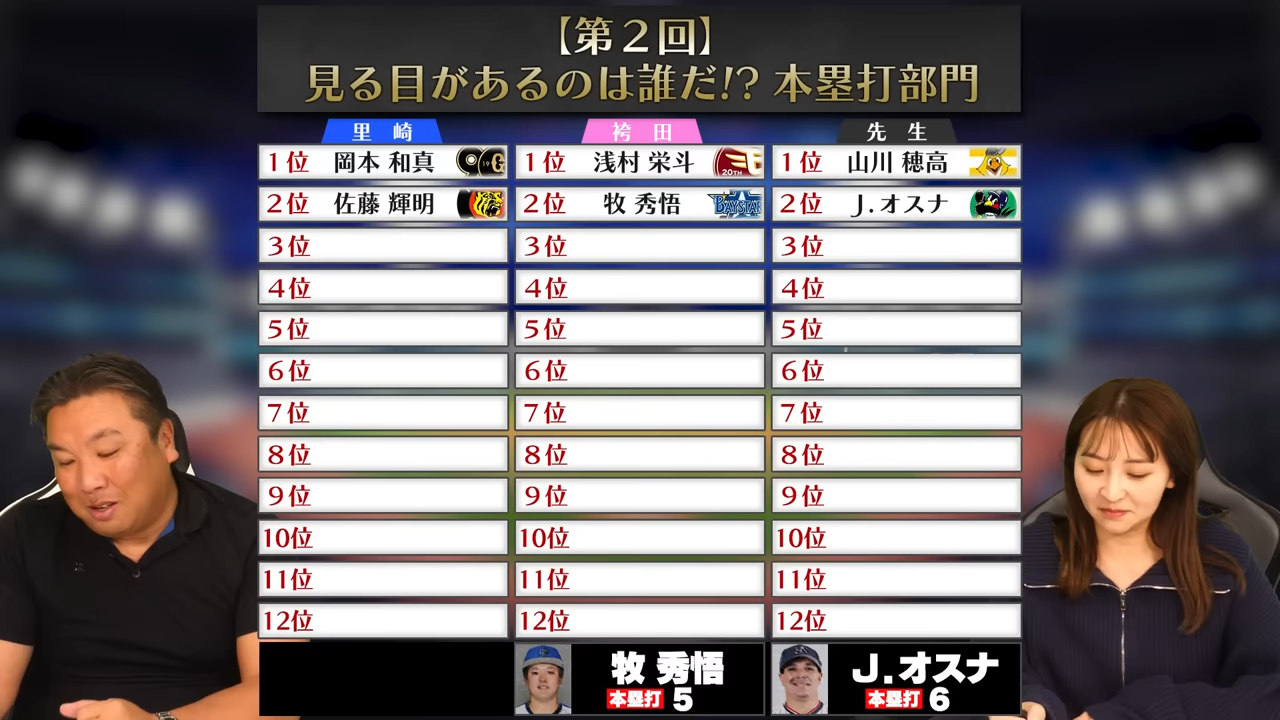 【第２回】
見る目があるのは誰だ!? 本塁打部門
里崎 袴田 先生
1位 岡本 和真 1位 浅村 栄斗 20TH 1位 山川 穂高
2位 佐藤 輝明 2位 牧 秀悟 BAYSTARS 2位 J.オスナ
3位 3位 3位
4位 4位 4位
5位 5位 5位
6位 6位 6位
7位 7位 7位
8位 8位 8位
9位 9位 9位
10位 10位 10位
11位 11位 11位
12位 12位 12位
牧 秀悟 J.オスナ
本塁打 5 本塁打 6